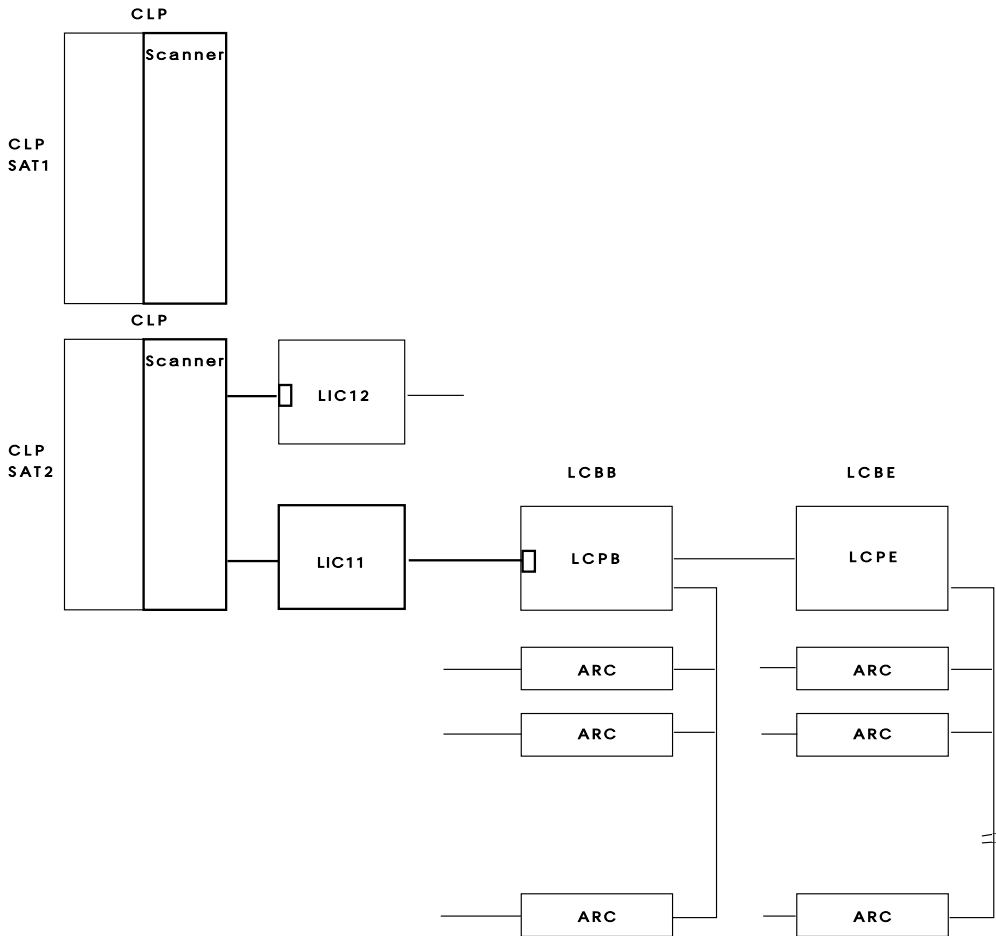 CLP
Scanner
CLP
SAT1
CLP
Scanner
LIC12
CLP
SAT2
LCBB
LCBE
LIC11
LCPB
LCPE
ARC
ARC
ARC
ARC
ARC
ARC